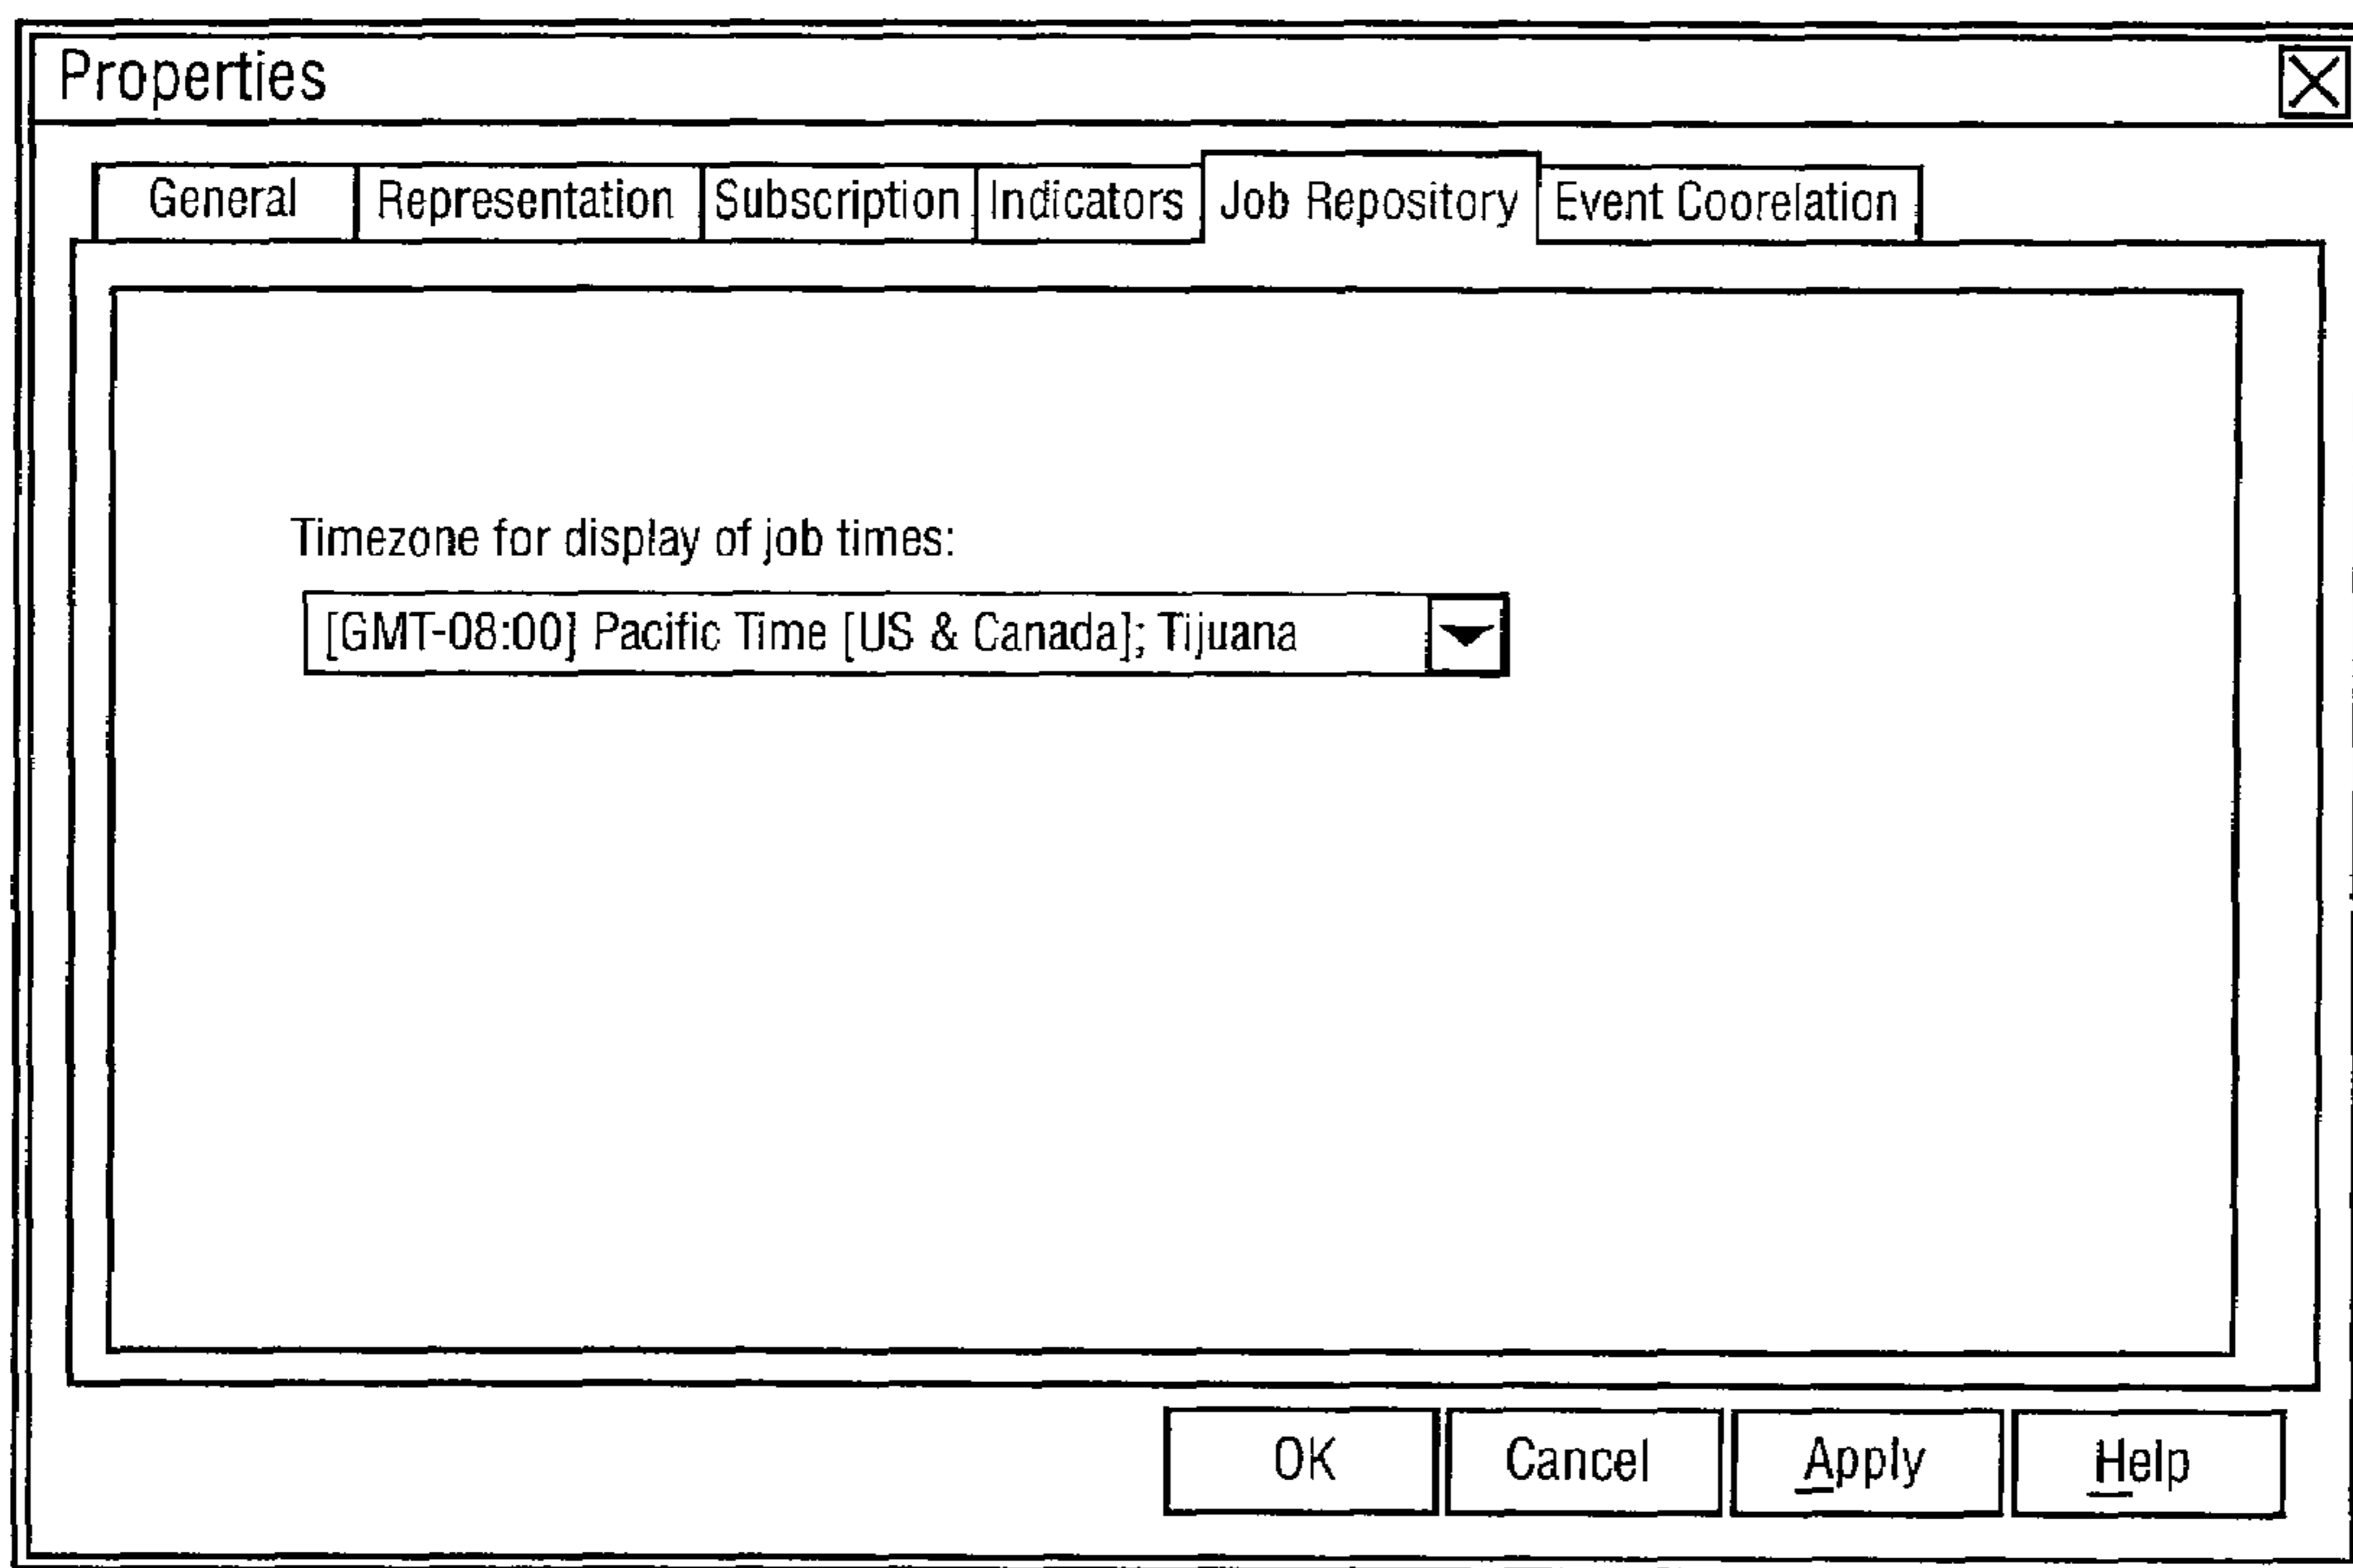 Properties
General Representation Subscription Indicators Job Repository Event Coorelation
Timezone for display of job times:
[GMT-08:00] Pacific Time [US & Canada]; Tijuana
OK Cancel Apply Help